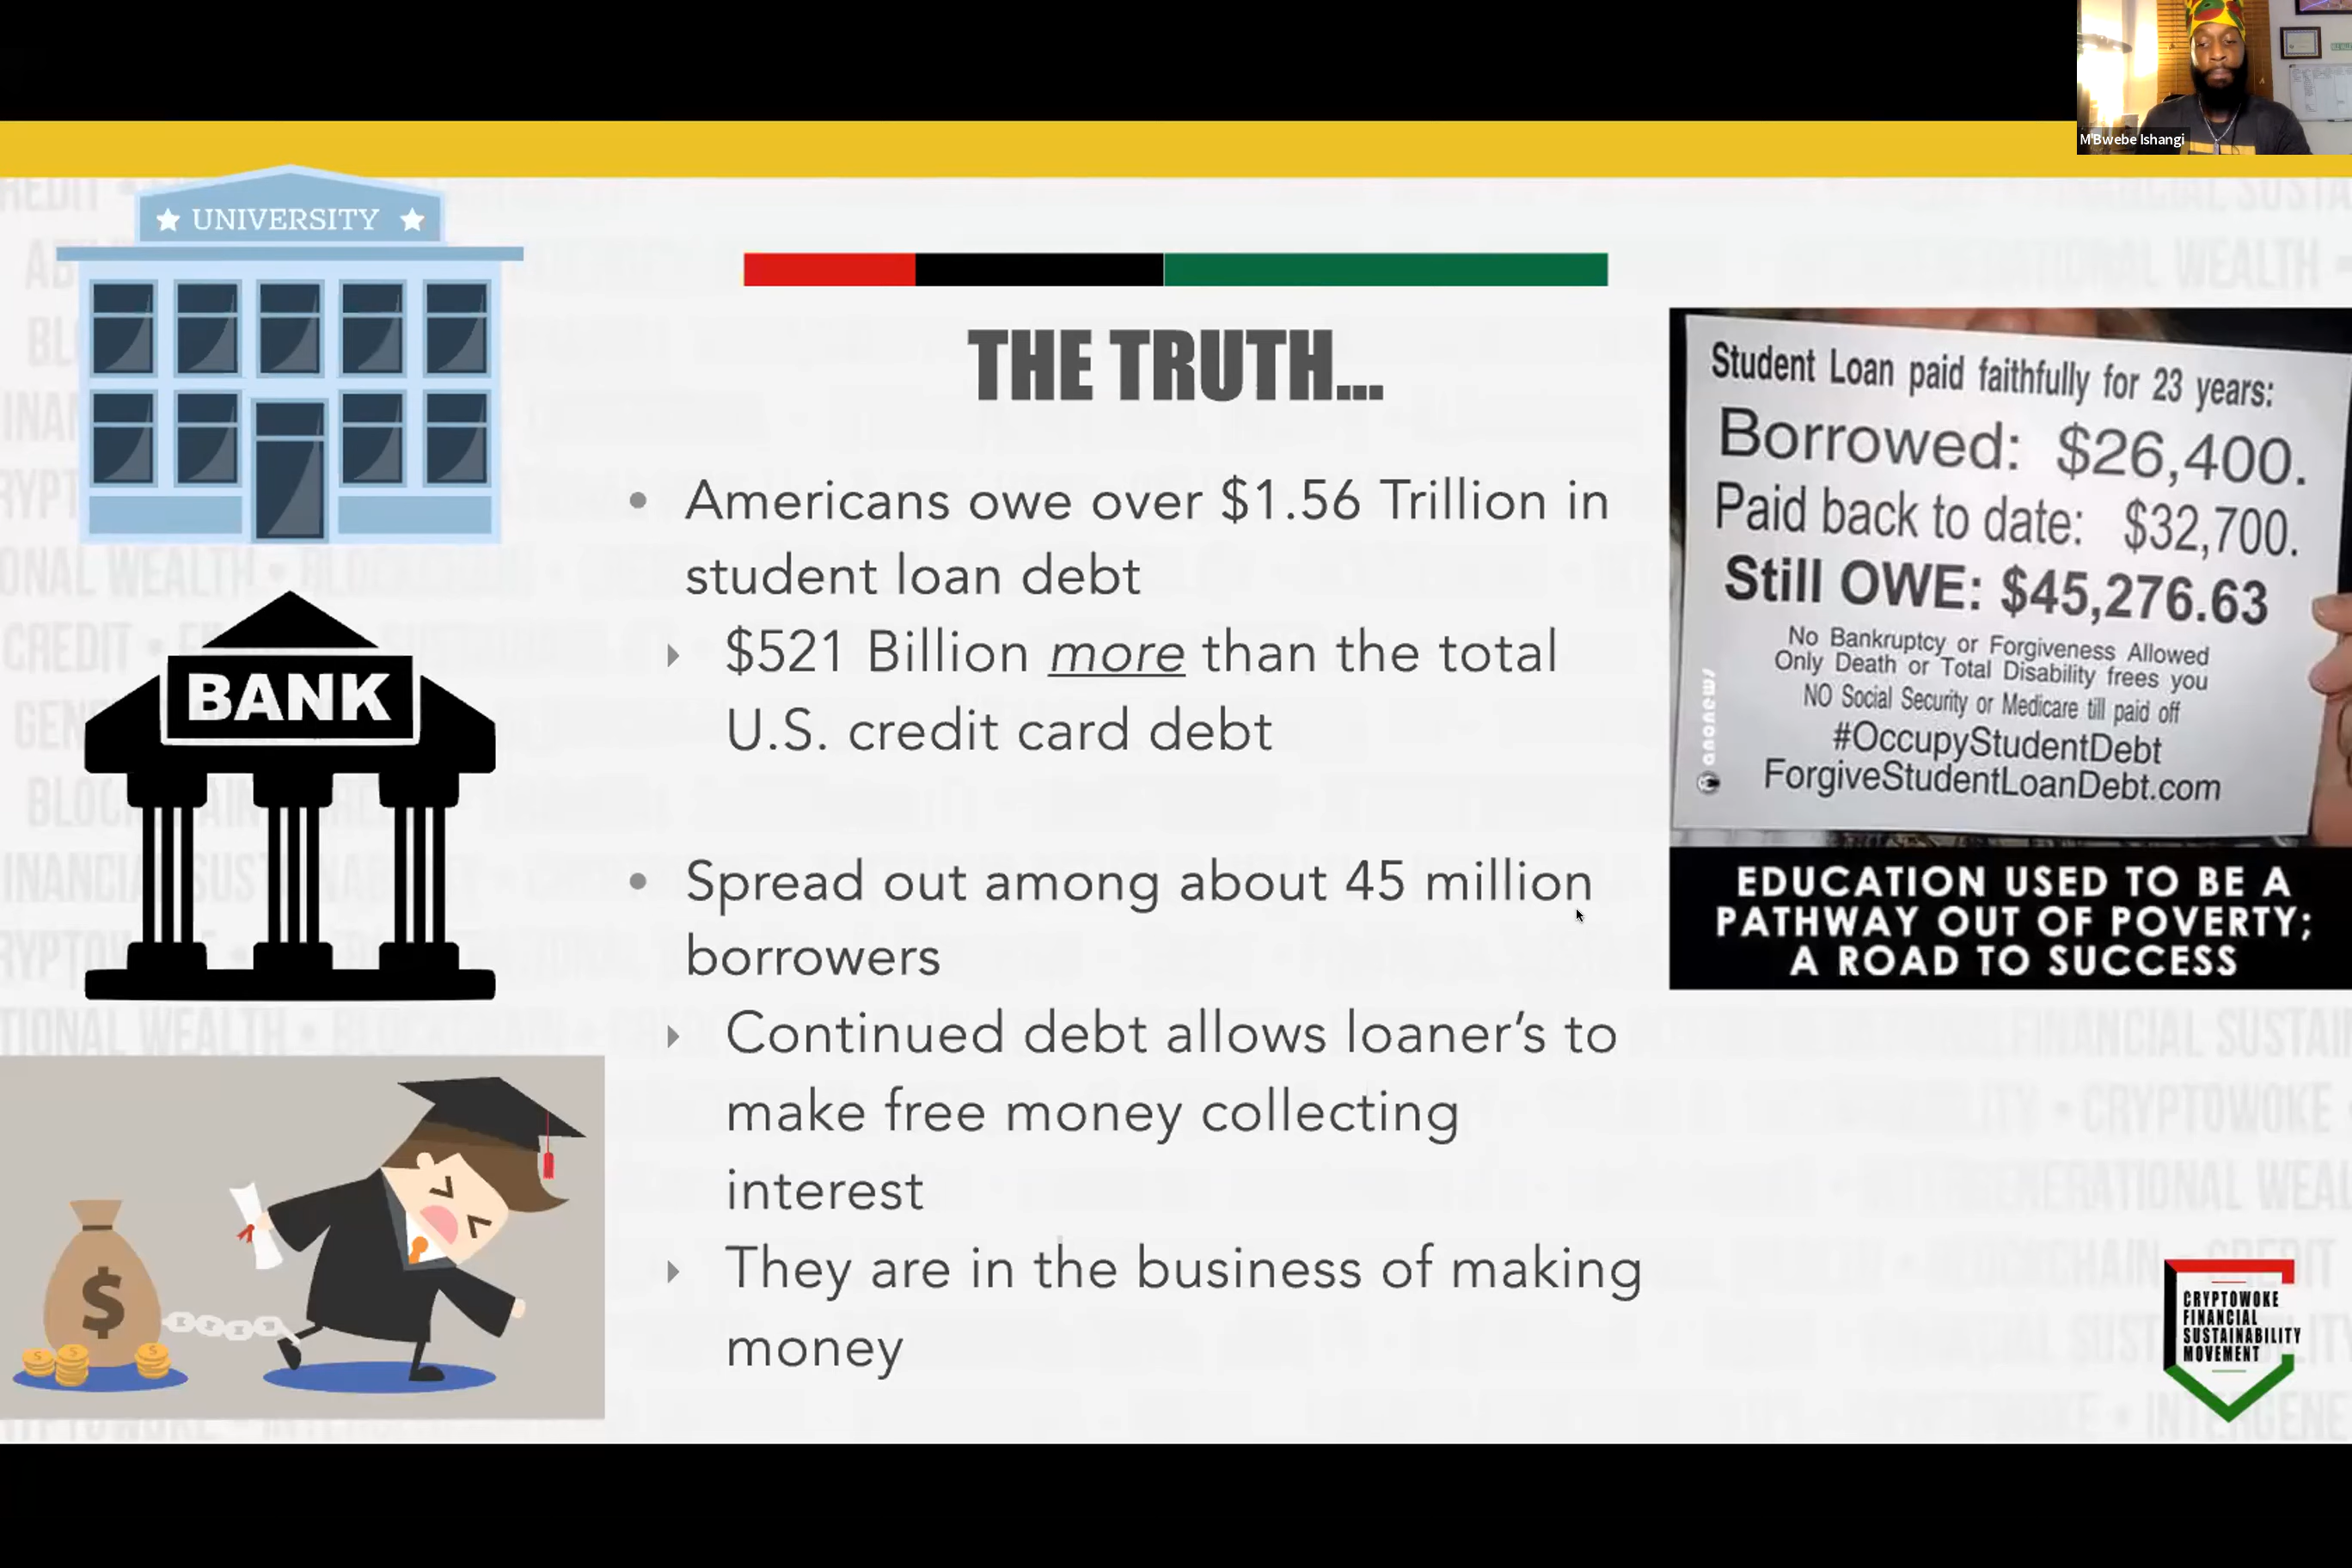 M'Bwebe Ishangi
UNIVERSITY
BANK
THE TRUTH...
• Americans owe over $1.56 Trillion in
student loan debt
$521 Billion more than the total
U.S. credit card debt
• Spread out among about 45 million
borrowers
Continued debt allows loaner’s to
make free money collecting
interest
They are in the business of making
money
$
Student Loan paid faithfully for 23 years:
Borrowed: $26,400.
Paid back to date: $32,700.
Still OWE: $45,276.63
No Bankruptcy or Forgiveness Allowed
Only Death or Total Disability frees you
NO Social Security or Medicare till paid off
#OccupyStudentDebt
ForgiveStudentLoanDebt.com
EDUCATION USED TO BE A
PATHWAY OUT OF POVERTY;
A ROAD TO SUCCESS
CRYPTOWOKE
FINANCIAL
SUSTAINABILITY
MOVEMENT